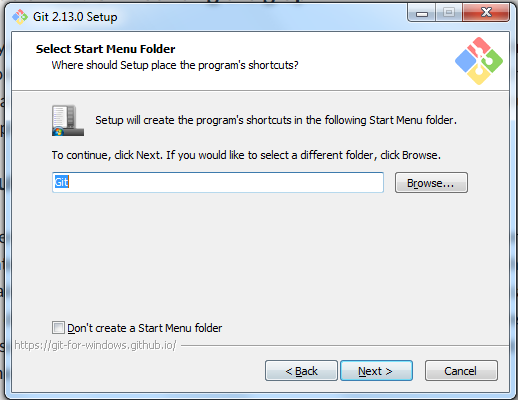 Git 2.13.0 Setup
Select Start Menu Folder
Where should Setup place the program's shortcuts?
Setup will create the program's shortcuts in the following Start Menu folder.
To continue, click Next. If you would like to select a different folder, click Browse.
Git
Browse...
Don't create a Start Menu folder
https://git-for-windows.github.io/
< Back
Next >
Cancel